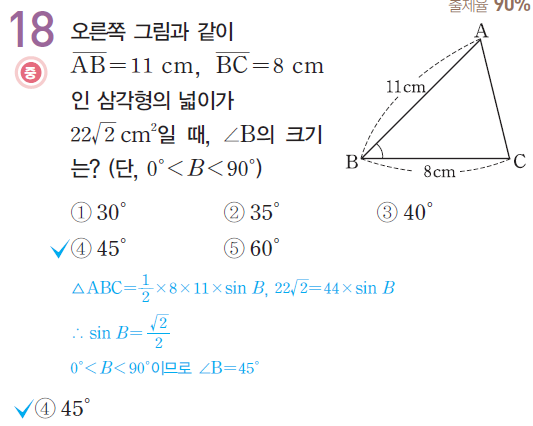 출제율 90%
18
중
오른쪽 그림과 같이
AB=11 cm, BC=8 cm
인 삼각형의 넓이가
22√2 cm²일 때, ∠B의 크기
는? (단, 0°<B<90°)
A
11cm
B
8cm
C
① 30° ② 35° ③ 40°
④ 45° ⑤ 60°
△ABC=1/2×8×11×sin B, 22√2=44×sin B
∴ sin B=√2/2
0°<B<90°이므로 ∠B=45°
④ 45°